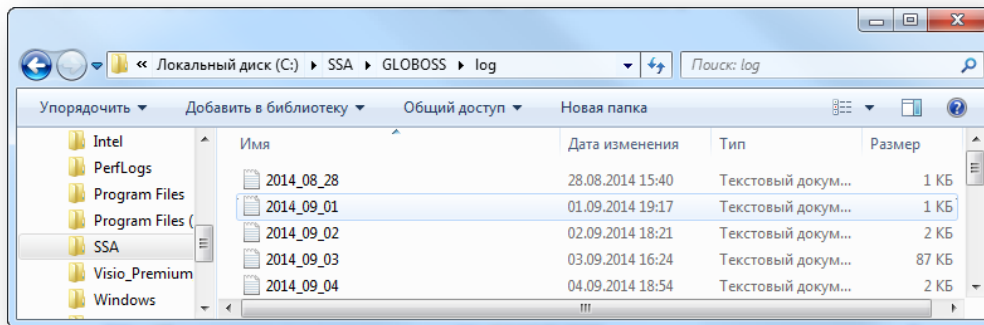 « Локальный диск (C:) ▸ SSA ▸ GLOBOSS ▸ log
Поиск: log
Упорядочить ▾ Добавить в библиотеку ▾ Общий доступ ▾ Новая папка
Intel
PerfLogs
Program Files
Program Files (
SSA
Visio_Premium
Windows
Имя Дата изменения Тип Размер
2014_08_28 28.08.2014 15:40 Текстовый докум... 1 КБ
2014_09_01 01.09.2014 19:17 Текстовый докум... 1 КБ
2014_09_02 02.09.2014 18:21 Текстовый докум... 2 КБ
2014_09_03 03.09.2014 16:24 Текстовый докум... 87 КБ
2014_09_04 04.09.2014 18:54 Текстовый докум... 2 КБ